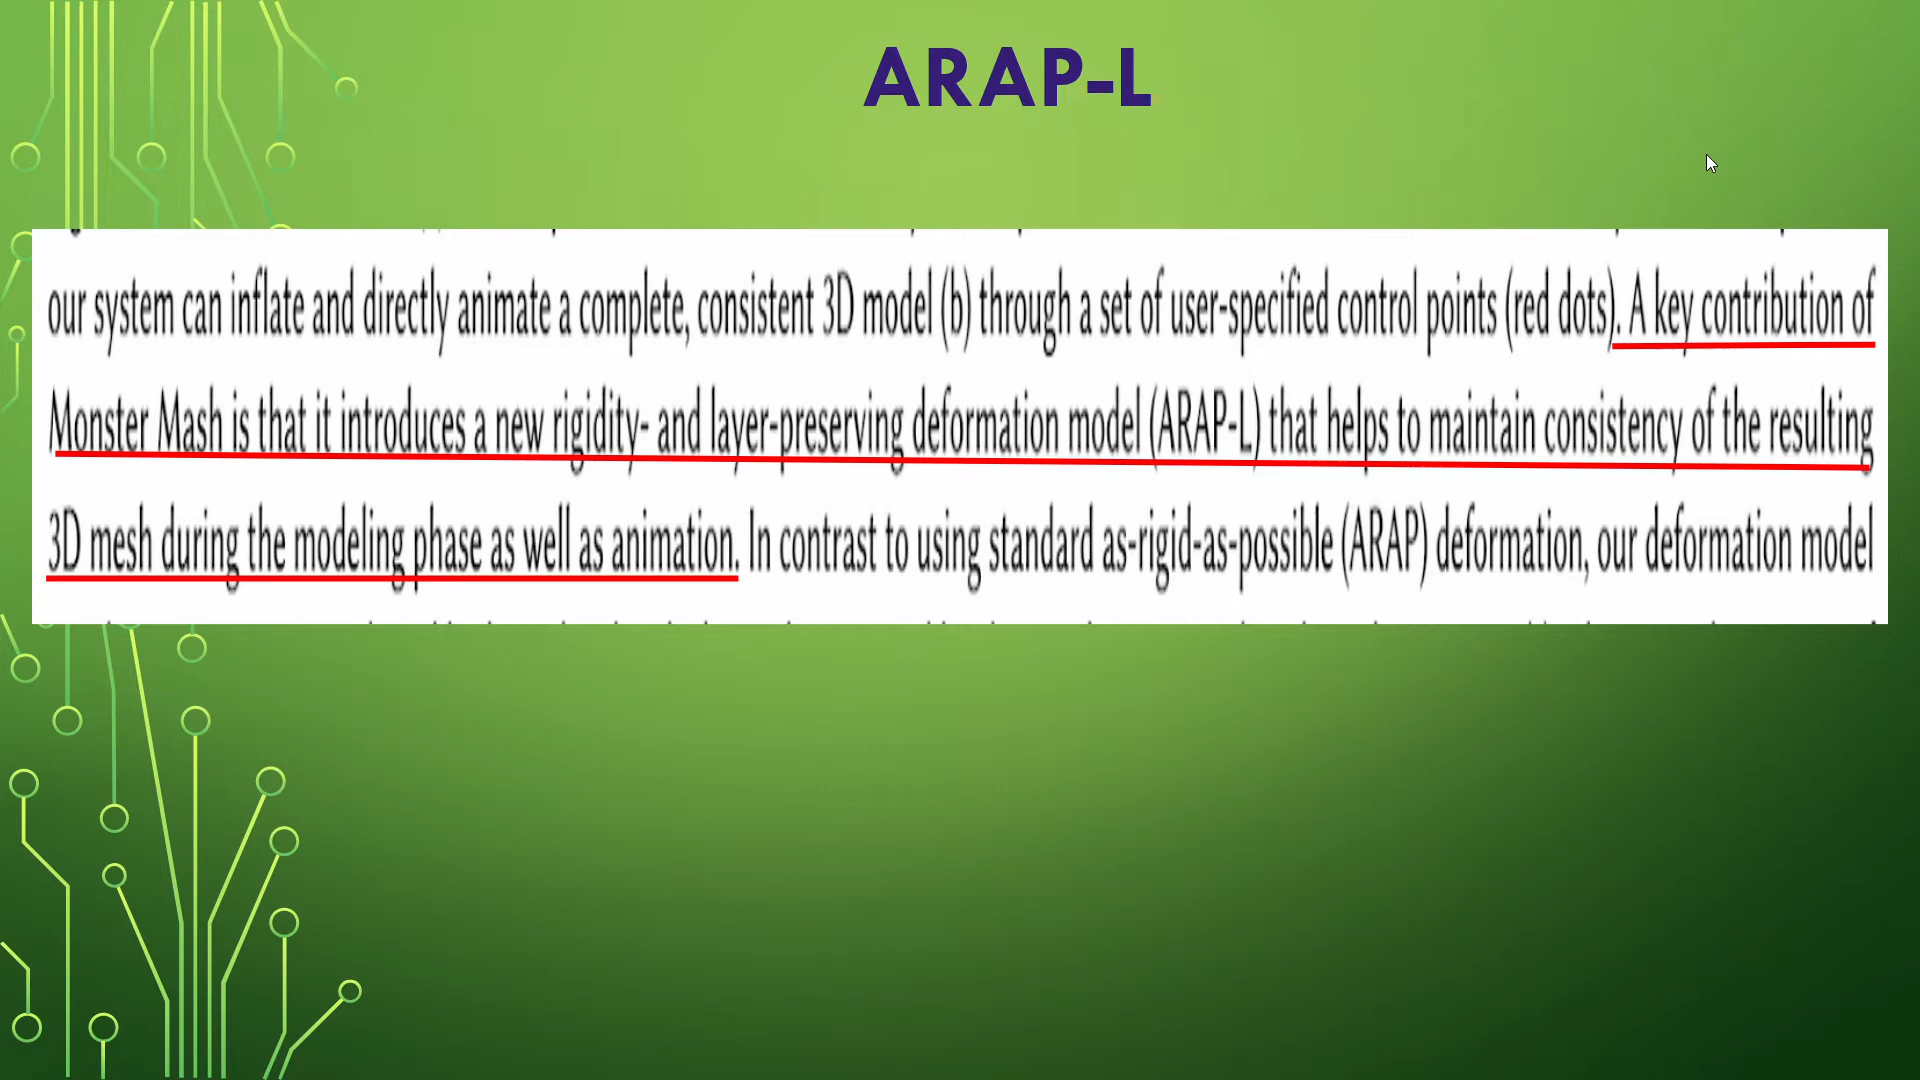 ARAP-L
our system can inflate and directly animate a complete, consistent 3D model (b) through a set of user-specified control points (red dots). A key contribution of
Monster Mash is that it introduces a new rigidity- and layer-preserving deformation model (ARAP-L) that helps to maintain consistency of the resulting
3D mesh during the modeling phase as well as animation. In contrast to using standard as-rigid-as-possible (ARAP) deformation, our deformation model